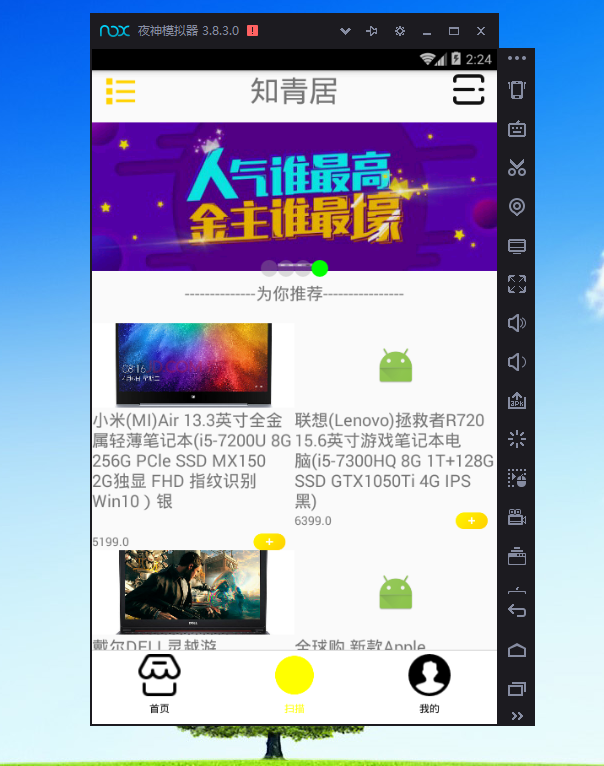 nox 夜神模拟器 3.8.3.0
2:24
知青居
人气谁最高
金主谁最壕
--------------为你推荐----------------
小米(MI)Air 13.3英寸全金
属轻薄笔记本(i5-7200U 8G
256G PCle SSD MX150
2G独显 FHD 指纹识别
Win10）银
5199.0
联想(Lenovo)拯救者R720
15.6英寸游戏笔记本电
脑(i5-7300HQ 8G 1T+128G
SSD GTX1050Ti 4G IPS
黑)
6399.0
08:16
戴尔DELL灵越游
全球购 新款Apple
首页
我的